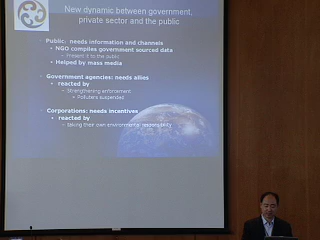 New dynamic between government,
private sector and the public
Public: needs information and channels
• NGO compiles government sourced data
– Present it to the public
• Helped by mass media
Government agencies: needs allies
• reacted by
– Strengthening enforcement
– Polluters suspended
Corporations: needs incentives
• reacted by
– Taking their own environmental responsibility